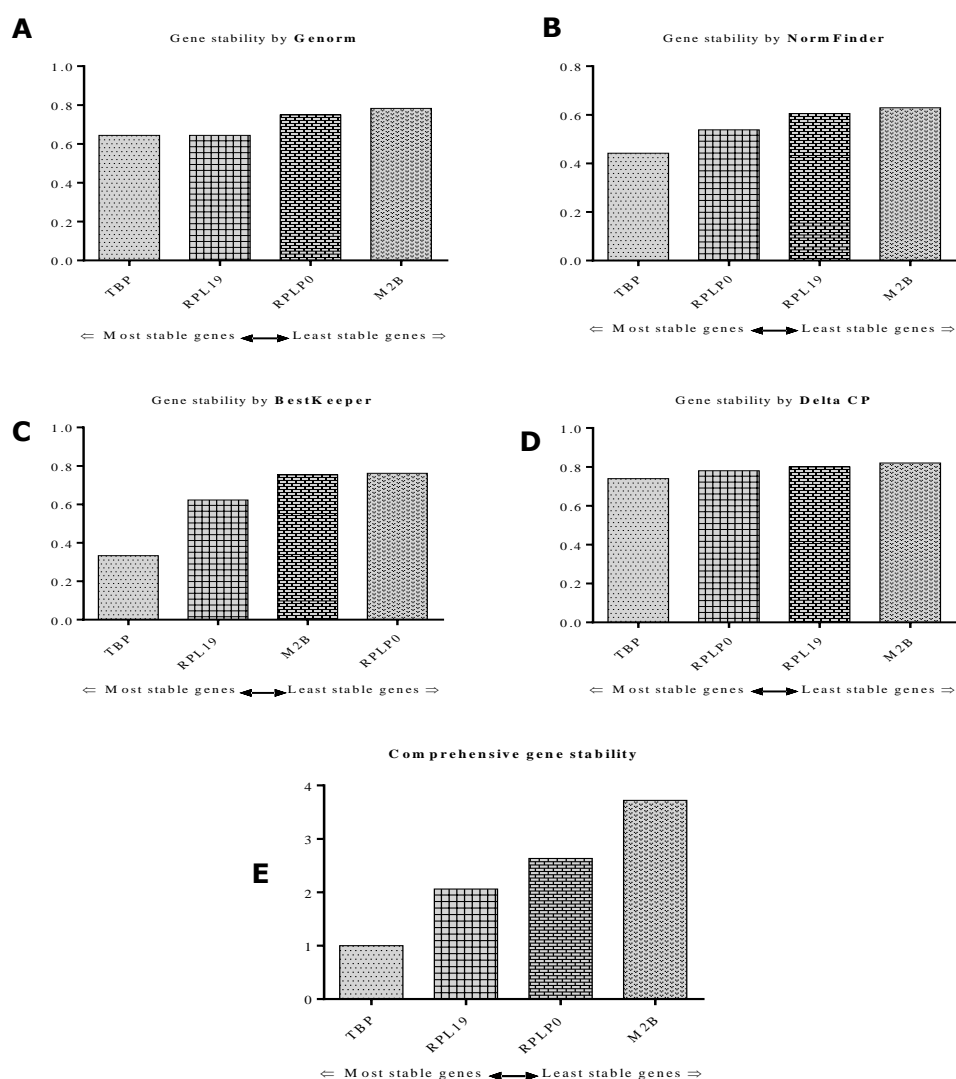 A
Gene stability by Genorm
1.0
0.8
0.6
0.4
0.2
0.0
TBP
RPL19
RPLP0
M2B
⇐ Most stable genes ⟷ Least stable genes ⇒
B
Gene stability by NormFinder
0.8
0.6
0.4
0.2
0.0
TBP
RPLP0
RPL19
M2B
⇐ Most stable genes ⟷ Least stable genes ⇒
C
Gene stability by BestKeeper
1.0
0.8
0.6
0.4
0.2
0.0
TBP
RPL19
M2B
RPLP0
⇐ Most stable genes ⟷ Least stable genes ⇒
D
Gene stability by Delta CP
1.0
0.8
0.6
0.4
0.2
0.0
TBP
RPLP0
RPL19
M2B
⇐ Most stable genes ⟷ Least stable genes ⇒
E
Comprehensive gene stability
4
3
2
1
0
TBP
RPL19
RPLP0
M2B
⇐ Most stable genes ⟷ Least stable genes ⇒